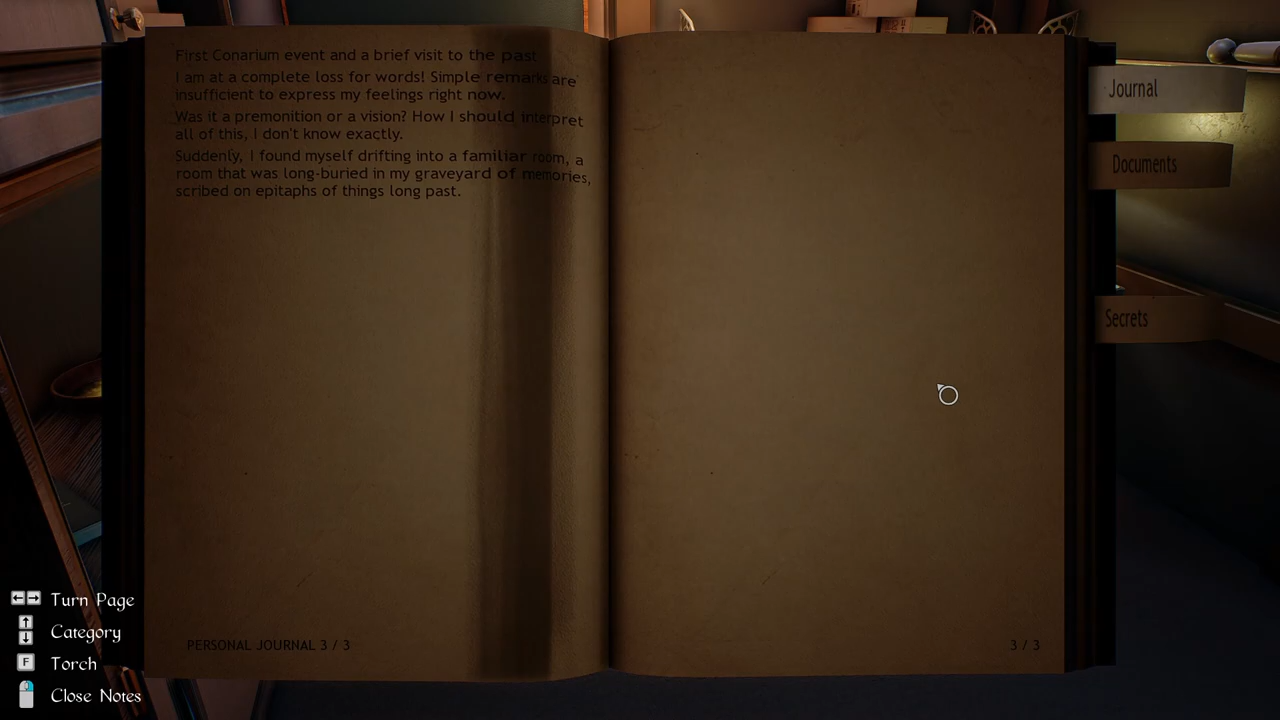 First Conarium event and a brief visit to the past
I am at a complete loss for words! Simple remarks are
insufficient to express my feelings right now.
Was it a premonition or a vision? How I should interpret
all of this, I don't know exactly.
Suddenly, I found myself drifting into a familiar room, a
room that was long-buried in my graveyard of memories,
scribed on epitaphs of things long past.
PERSONAL JOURNAL 3 / 3
3 / 3
Journal
Documents
Secrets
Turn Page
Category
F Torch
Close Notes